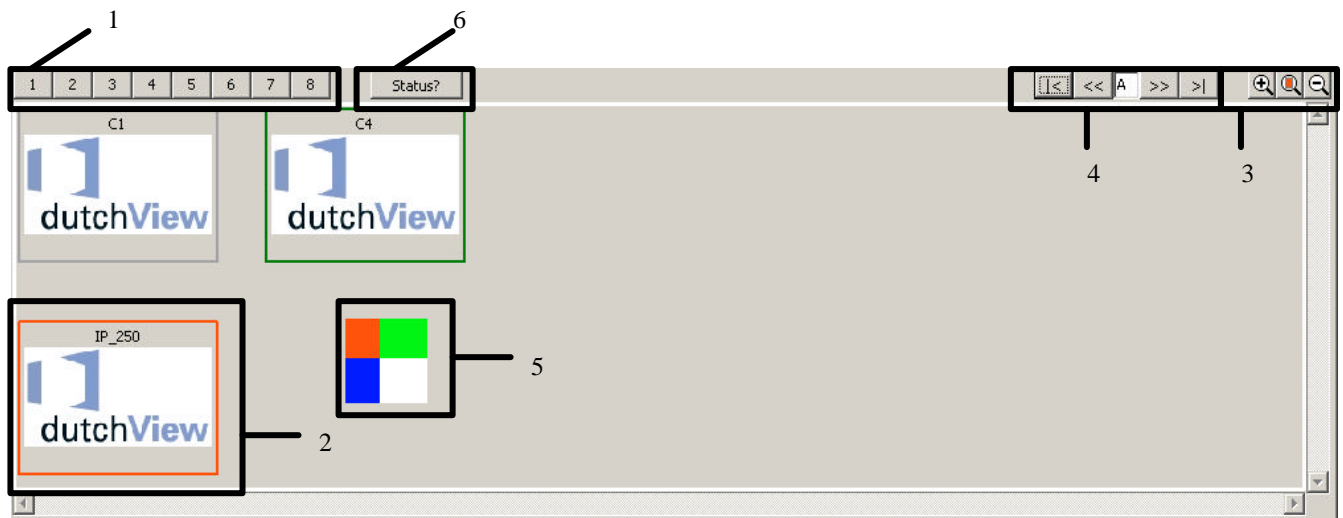 1 6
1 2 3 4 5 6 7 8 Status? |< << A >> >|
C1 C4
dutchView dutchView
4 3
IP_250
dutchView
5
2